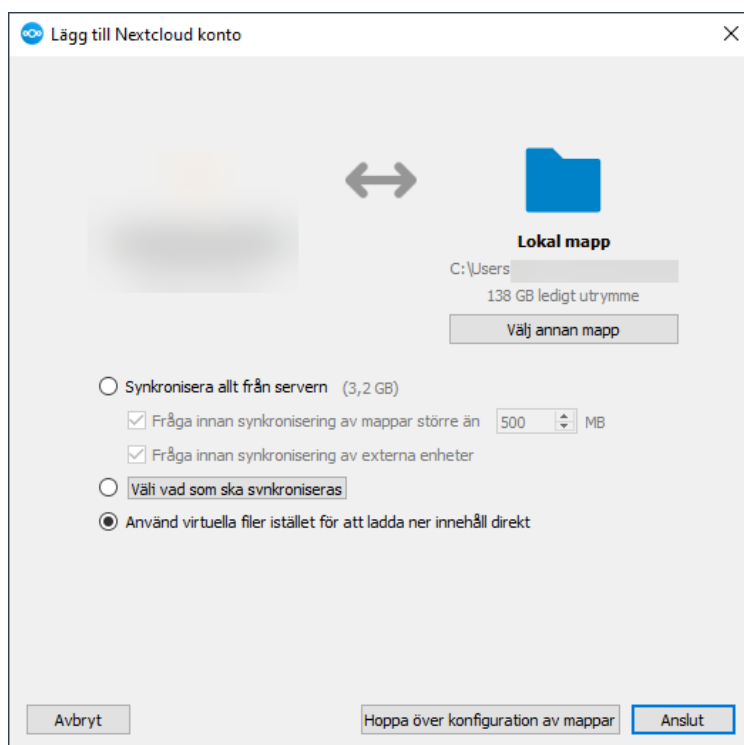 Lägg till Nextcloud konto
Lokal mapp
C:\Users
138 GB ledigt utrymme
Välj annan mapp
Synkronisera allt från servern (3,2 GB)
Fråga innan synkronisering av mappar större än 500 MB
Fråga innan synkronisering av externa enheter
Välj vad som ska synkroniseras
Använd virtuella filer istället för att ladda ner innehåll direkt
Avbryt Hoppa över konfiguration av mappar Anslut